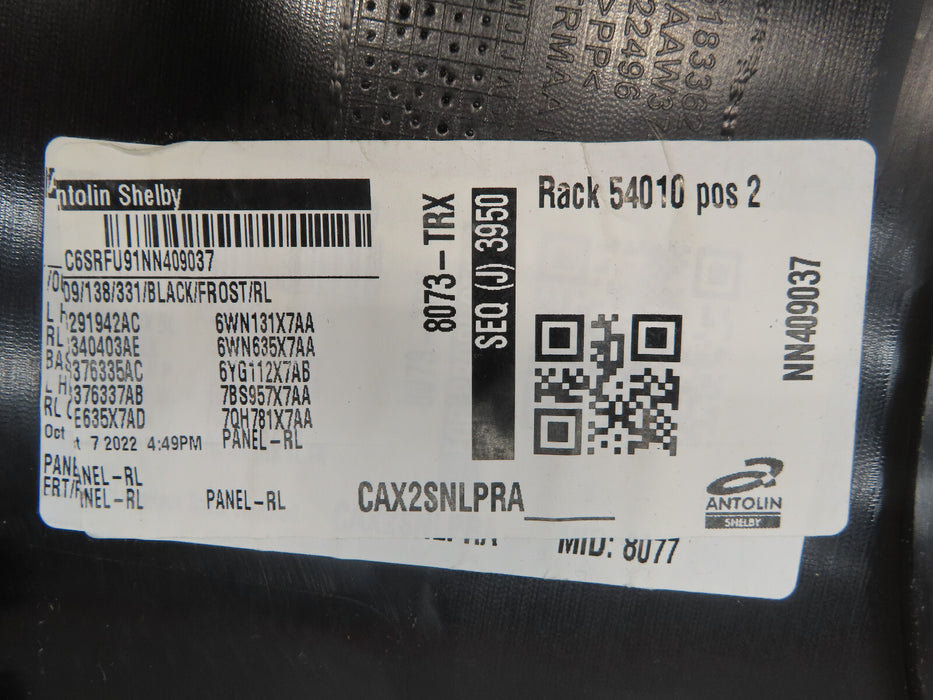 Antolin Shelby
C6SRFU91NN409037
09/138/331/BLACK/FROST/RL
291942AC 6WN131X7AA
340403AE 6WN635X7AA
376335AC 6YG112X7AB
376337AB 7BS957X7AA
E635X7AD 7QH781X7AA
Oct 7 2022 4:49PM PANEL-RL
PANEL-RL
PANEL-RL
8073-TRX
SEQ (J) 3950
Rack 54010 pos 2
NN409037
CAX2SNLPRA
ANTOLIN
SHELBY
MID: 8077
>PP<